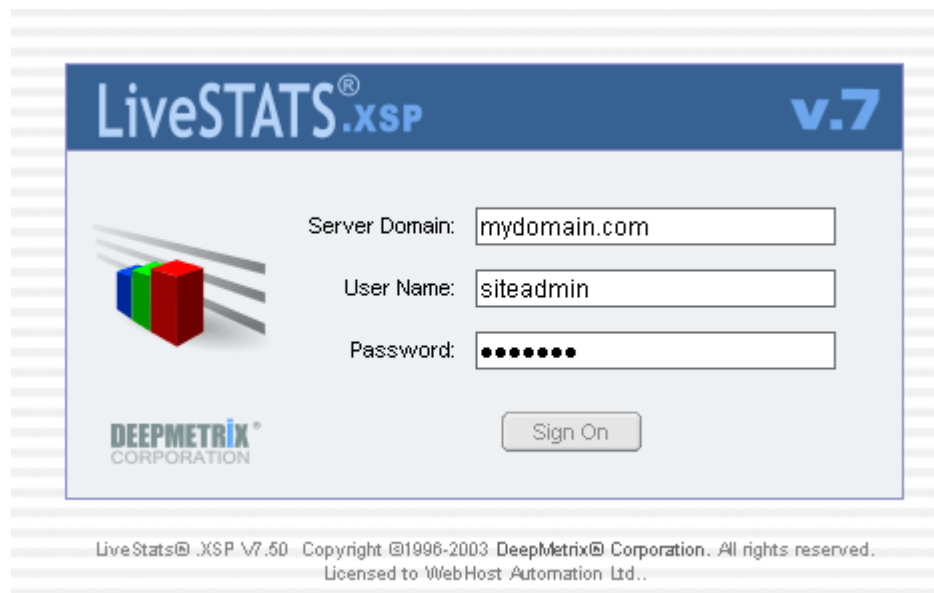 LiveSTATS®.XSP v.7
Server Domain: mydomain.com
User Name: siteadmin
Password: •••••••
DEEPMETRIX®
CORPORATION
Sign On
LiveStats® .XSP V7.50 Copyright ©1996-2003 DeepMetrix® Corporation. All rights reserved.
Licensed to WebHost Automation Ltd..